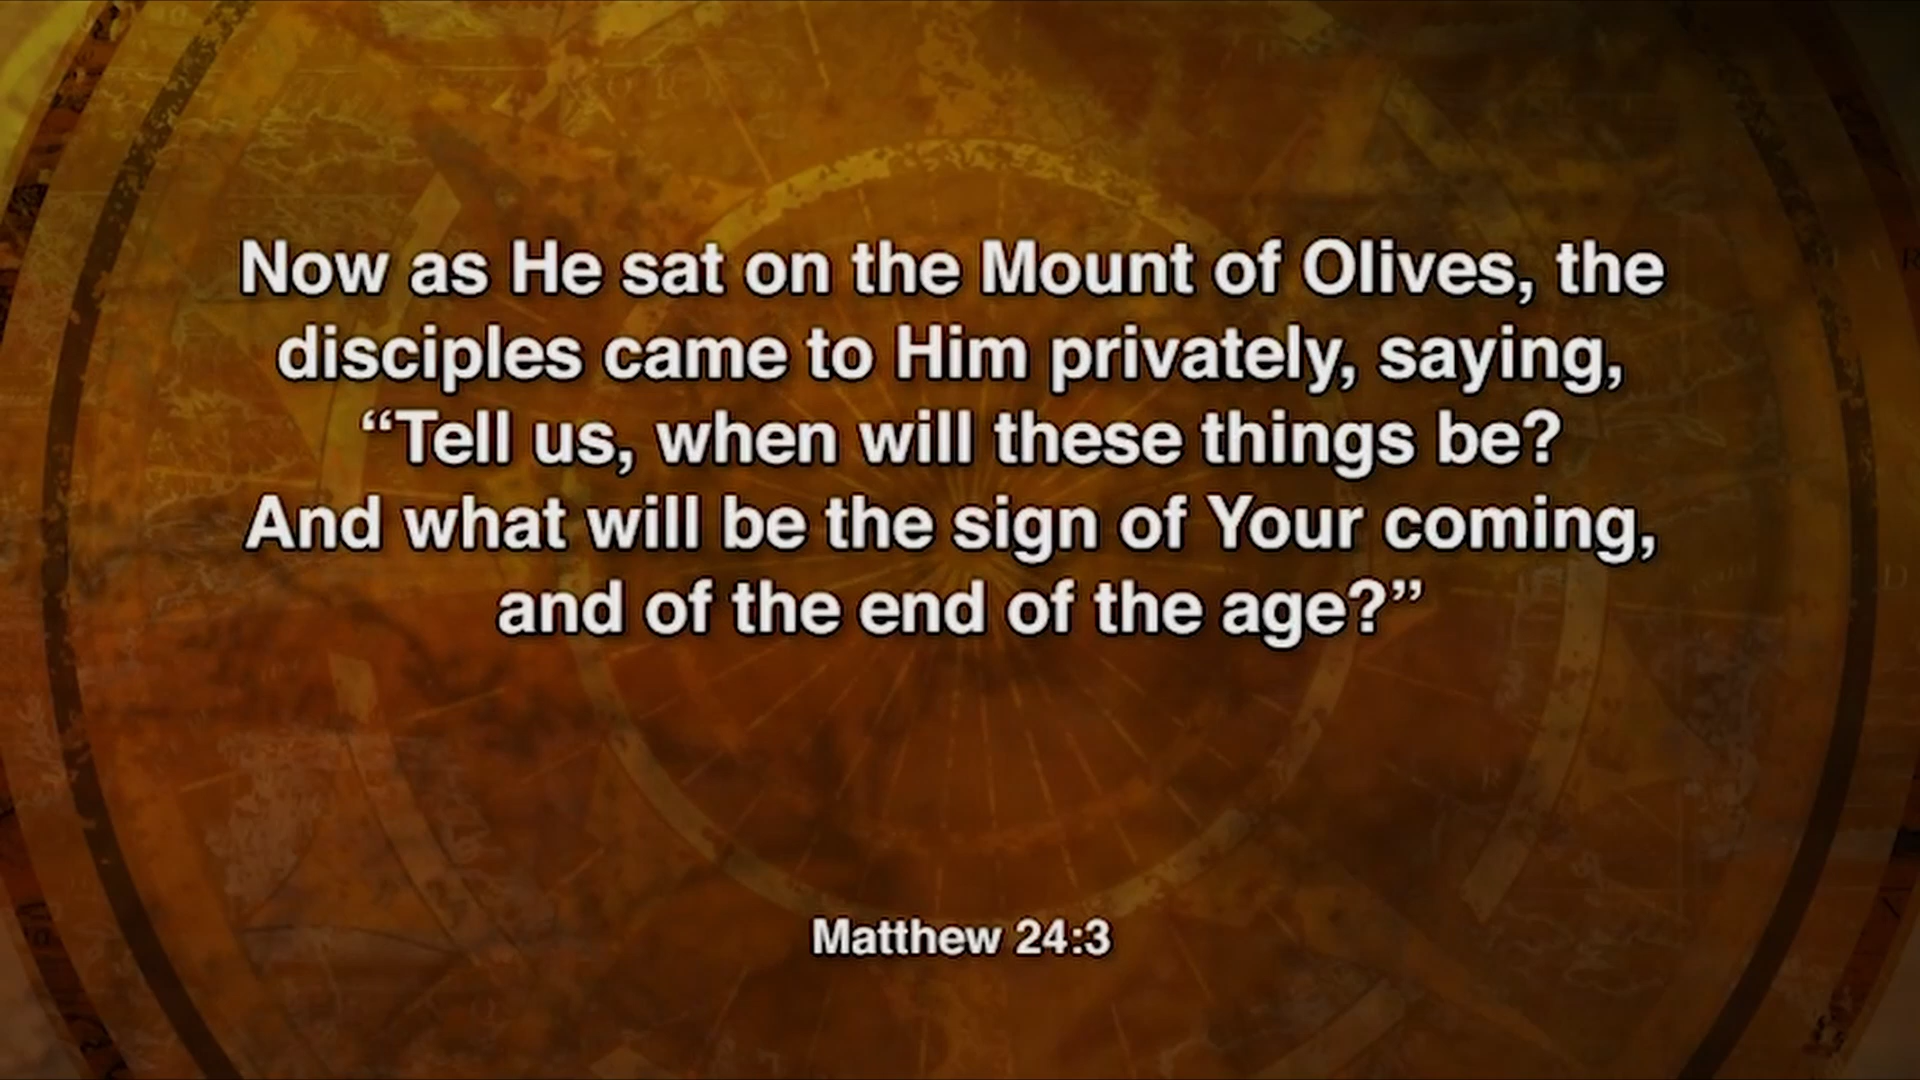 Now as He sat on the Mount of Olives, the
disciples came to Him privately, saying,
“Tell us, when will these things be?
And what will be the sign of Your coming,
and of the end of the age?”
Matthew 24:3